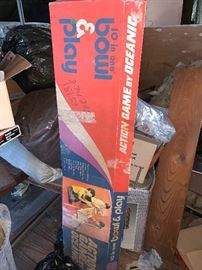 10 in one
bowl
&
play
ACTION GAME BY OCEANIC
bowl & play